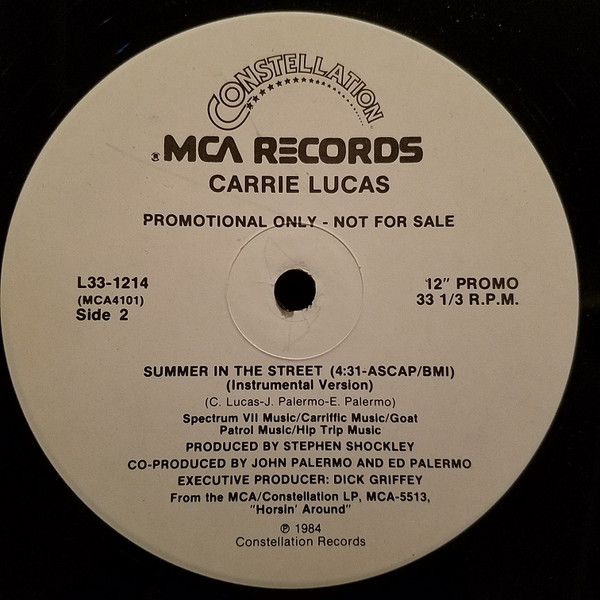 CONSTELLATION
® MCA RECORDS
CARRIE LUCAS
PROMOTIONAL ONLY - NOT FOR SALE
L33-1214
(MCA4101)
Side 2
12" PROMO
33 1/3 R.P.M.
SUMMER IN THE STREET (4:31-ASCAP/BMI)
(Instrumental Version)
(C. Lucas-J. Palermo-E. Palermo)
Spectrum VII Music/Carriffic Music/Goat
Patrol Music/Hip Trip Music
PRODUCED BY STEPHEN SHOCKLEY
CO-PRODUCED BY JOHN PALERMO AND ED PALERMO
EXECUTIVE PRODUCER: DICK GRIFFEY
From the MCA/Constellation LP, MCA-5513,
"Horsin' Around"
℗ 1984
Constellation Records